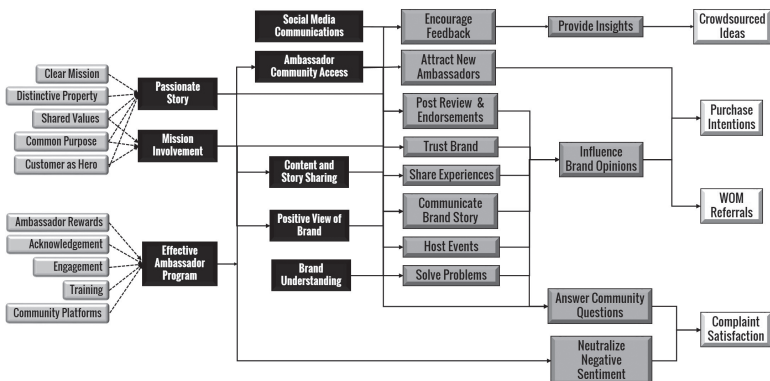 Clear Mission
Distinctive Property
Shared Values
Common Purpose
Customer as Hero
Ambassador Rewards
Acknowledgement
Engagement
Training
Community Platforms
Passionate
Story
Mission
Involvement
Effective
Ambassador
Program
Social Media
Communications
Ambassador
Community Access
Content and
Story Sharing
Positive View of
Brand
Brand
Understanding
Encourage
Feedback
Attract New
Ambassadors
Post Review &
Endorsements
Trust Brand
Share Experiences
Communicate
Brand Story
Host Events
Solve Problems
Provide Insights
Influence
Brand Opinions
Answer Community
Questions
Neutralize
Negative
Sentiment
Crowdsourced
Ideas
Purchase
Intentions
WOM
Referrals
Complaint
Satisfaction